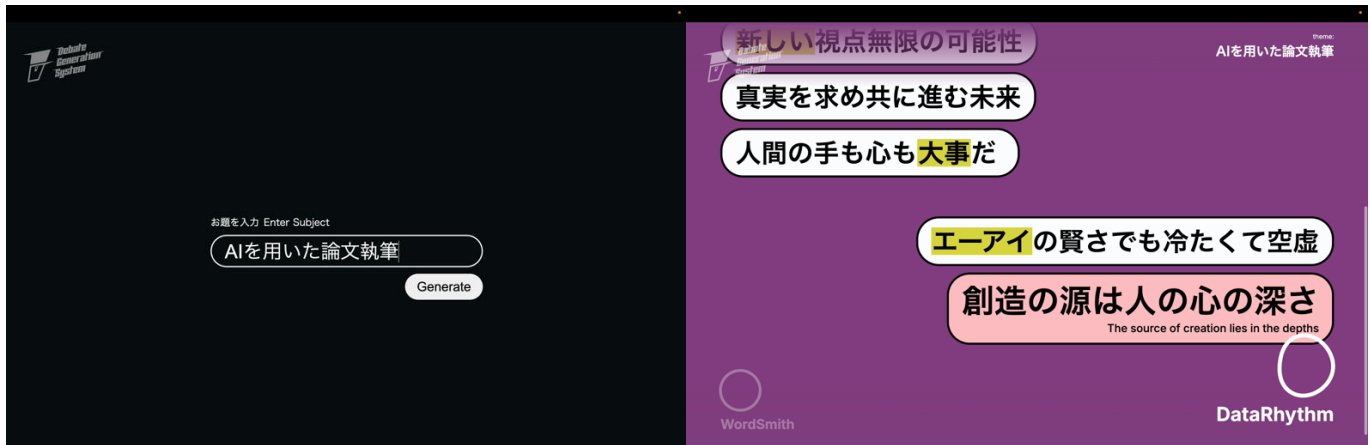 Debate
Generation
System
お題を入力 Enter Subject
AIを用いた論文執筆
Generate
Debate
Generation
System
theme:
AIを用いた論文執筆
新しい視点無限の可能性
真実を求め共に進む未来
人間の手も心も大事だ
エーアイの賢さでも冷たくて空虚
創造の源は人の心の深さ
The source of creation lies in the depths
WordSmith
DataRhythm